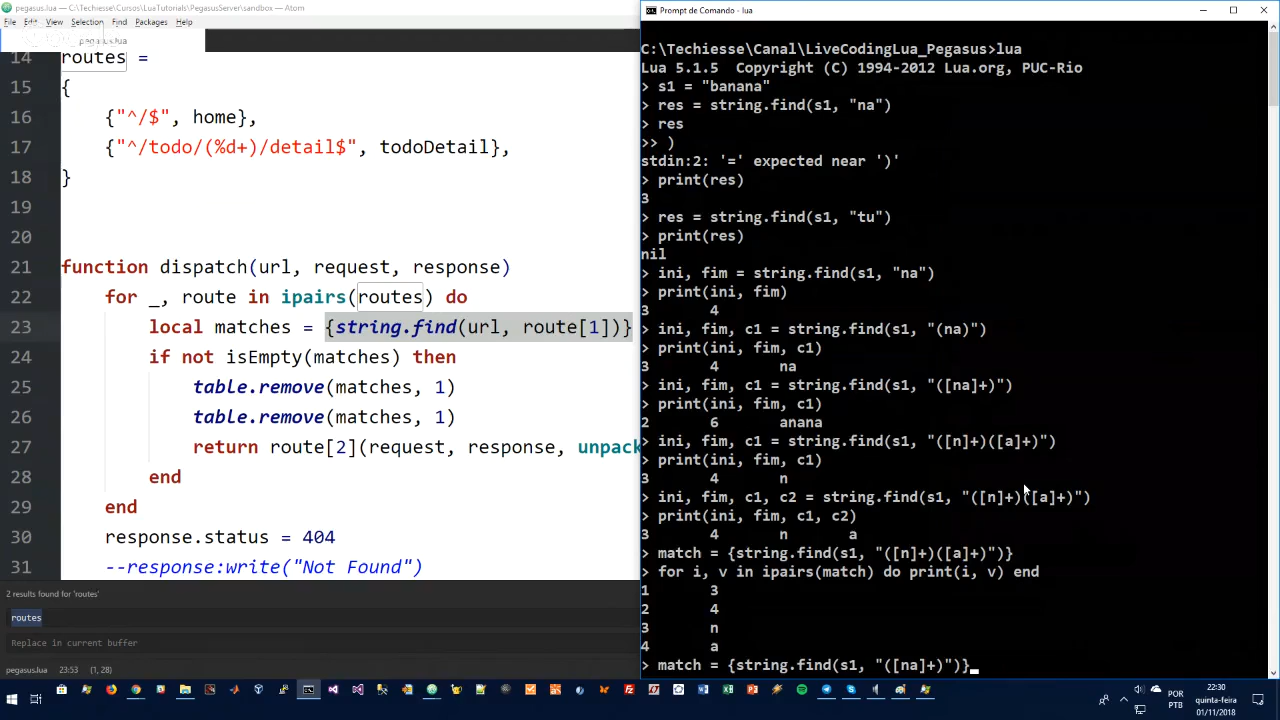 pegasus.lua — C:\Techiesse\Cursos\LuaTutorials\PegasusServer\sandbox — Atom
File Edit View Selection Find Packages Help
pegasus.lua
14 routes =
15 {
16 {"^/$", home},
17 {"^/todo/(%d+)/detail$", todoDetail},
18 }
19
20
21 function dispatch(url, request, response)
22 for _, route in ipairs(routes) do
23 local matches = {string.find(url, route[1])}
24 if not isEmpty(matches) then
25 table.remove(matches, 1)
26 table.remove(matches, 1)
27 return route[2](request, response, unpack
28 end
29 end
30 response.status = 404
31 --response:write("Not Found")
2 results found for 'routes'
routes
Replace in current buffer
pegasus.lua 23:53 (1, 28)
Prompt de Comando - lua
C:\Techiesse\Canal\LiveCodingLua_Pegasus>lua
Lua 5.1.5 Copyright (C) 1994-2012 Lua.org, PUC-Rio
> s1 = "banana"
> res = string.find(s1, "na")
> res
>> )
stdin:2: '=' expected near ')'
> print(res)
3
> res = string.find(s1, "tu")
> print(res)
nil
> ini, fim = string.find(s1, "na")
> print(ini, fim)
3 4
> ini, fim, c1 = string.find(s1, "(na)")
> print(ini, fim, c1)
3 4 na
> ini, fim, c1 = string.find(s1, "([na]+)")
> print(ini, fim, c1)
2 6 anana
> ini, fim, c1 = string.find(s1, "([n]+)([a]+)")
> print(ini, fim, c1)
3 4 n
> ini, fim, c1, c2 = string.find(s1, "([n]+)([a]+)")
> print(ini, fim, c1, c2)
3 4 n a
> match = {string.find(s1, "([n]+)([a]+)")}
> for i, v in ipairs(match) do print(i, v) end
1 3
2 4
3 n
4 a
> match = {string.find(s1, "([na]+)")}
POR
PTB
22:30
quinta-feira
01/11/2018